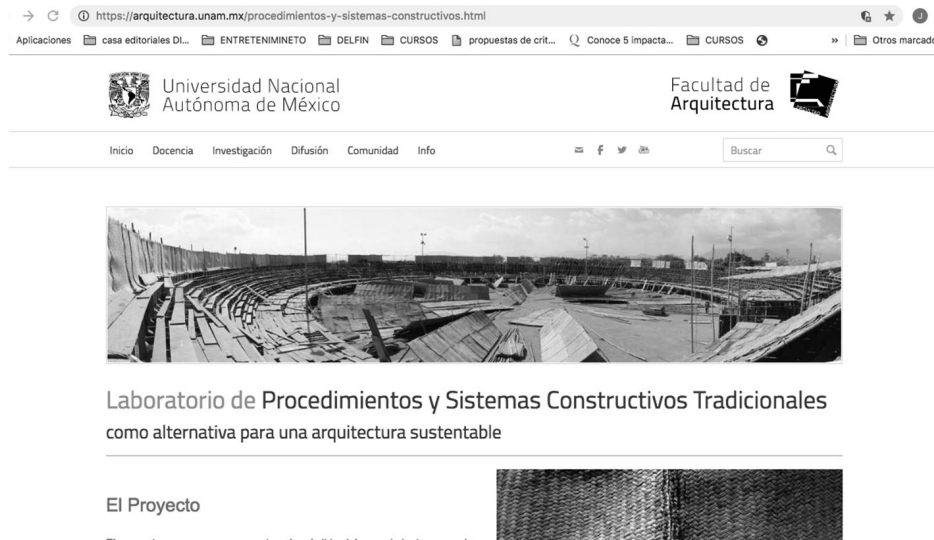 https://arquitectura.unam.mx/procedimientos-y-sistemas-constructivos.html
J
Aplicaciones casa editoriales DI... ENTRETENIMINETO DELFIN CURSOS propuestas de crit... Conoce 5 impacta... CURSOS » Otros marcado
Universidad Nacional
Autónoma de México
Facultad de
Arquitectura
Inicio Docencia Investigación Difusión Comunidad Info Buscar
Laboratorio de Procedimientos y Sistemas Constructivos Tradicionales
como alternativa para una arquitectura sustentable
El Proyecto